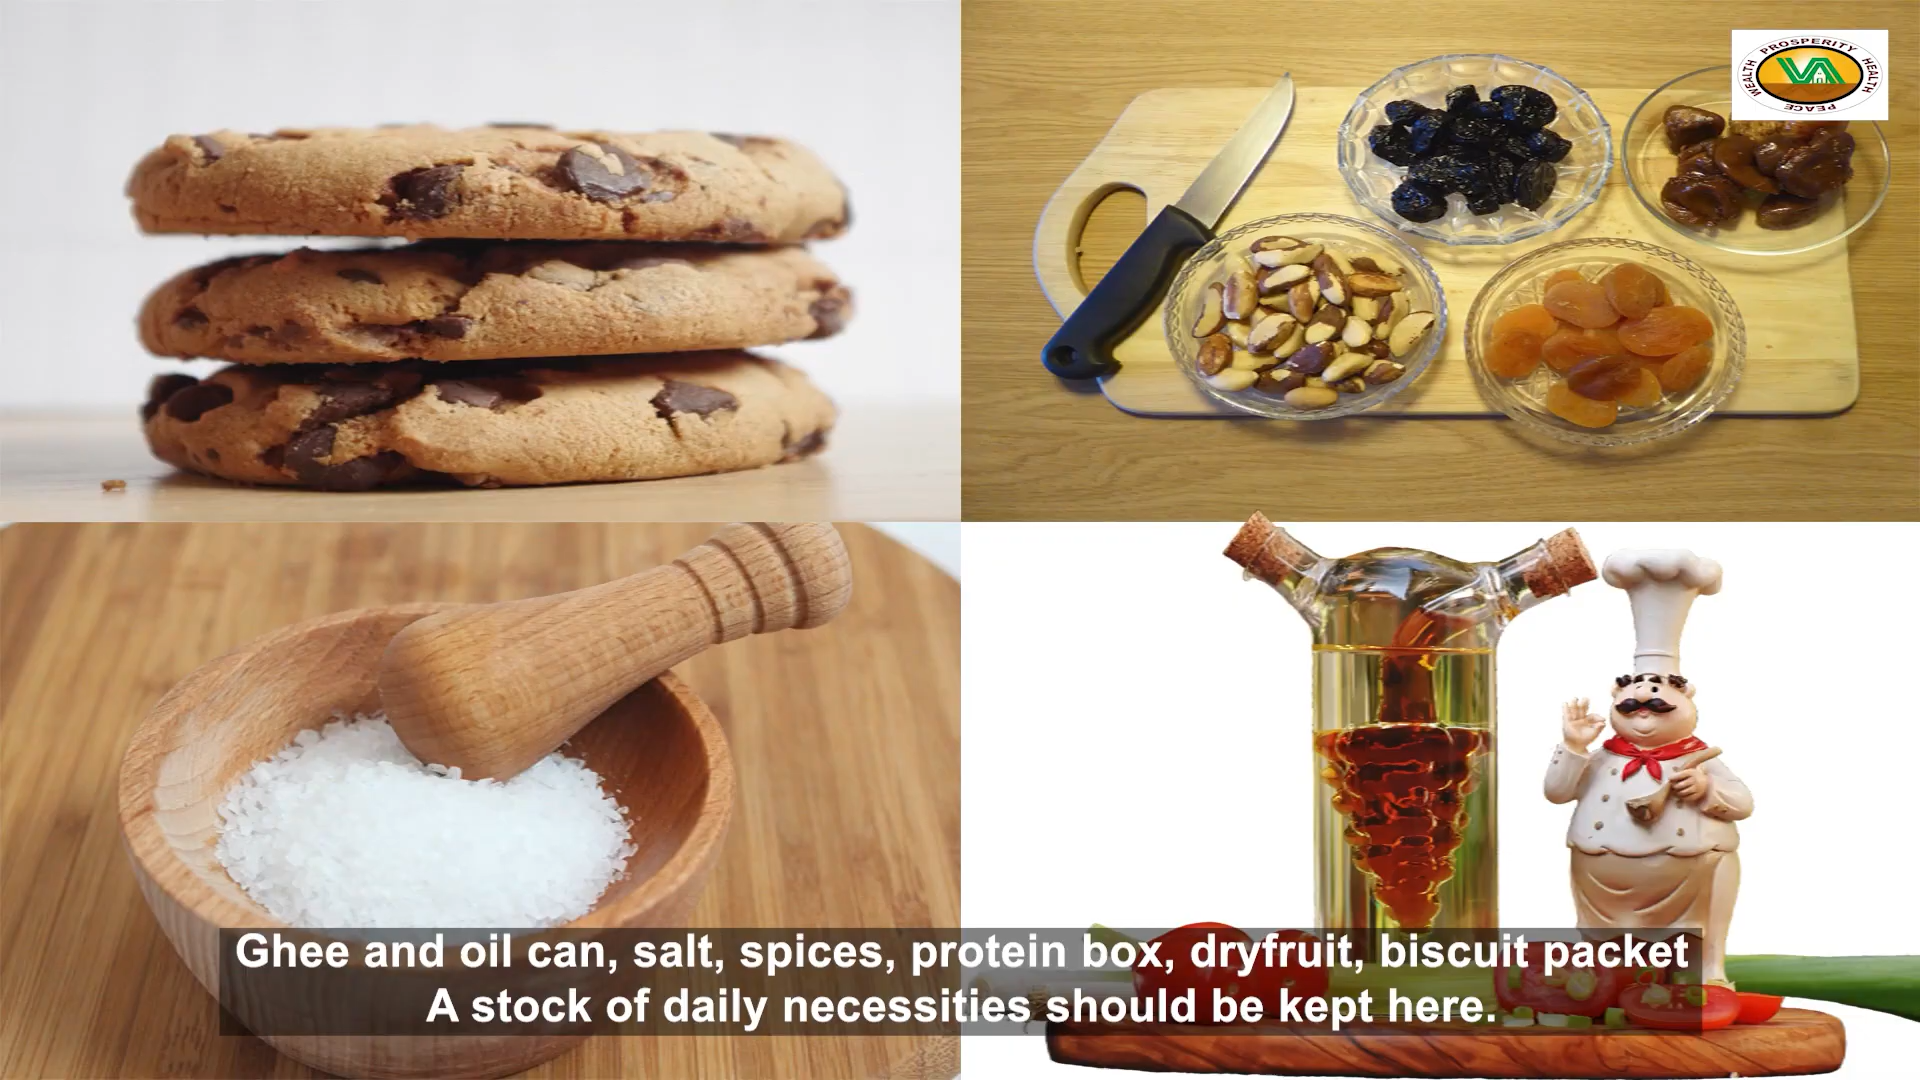 PROSPERITY
WEALTH
HEALTH
PEACE
VA
Ghee and oil can, salt, spices, protein box, dryfruit, biscuit packet
A stock of daily necessities should be kept here.